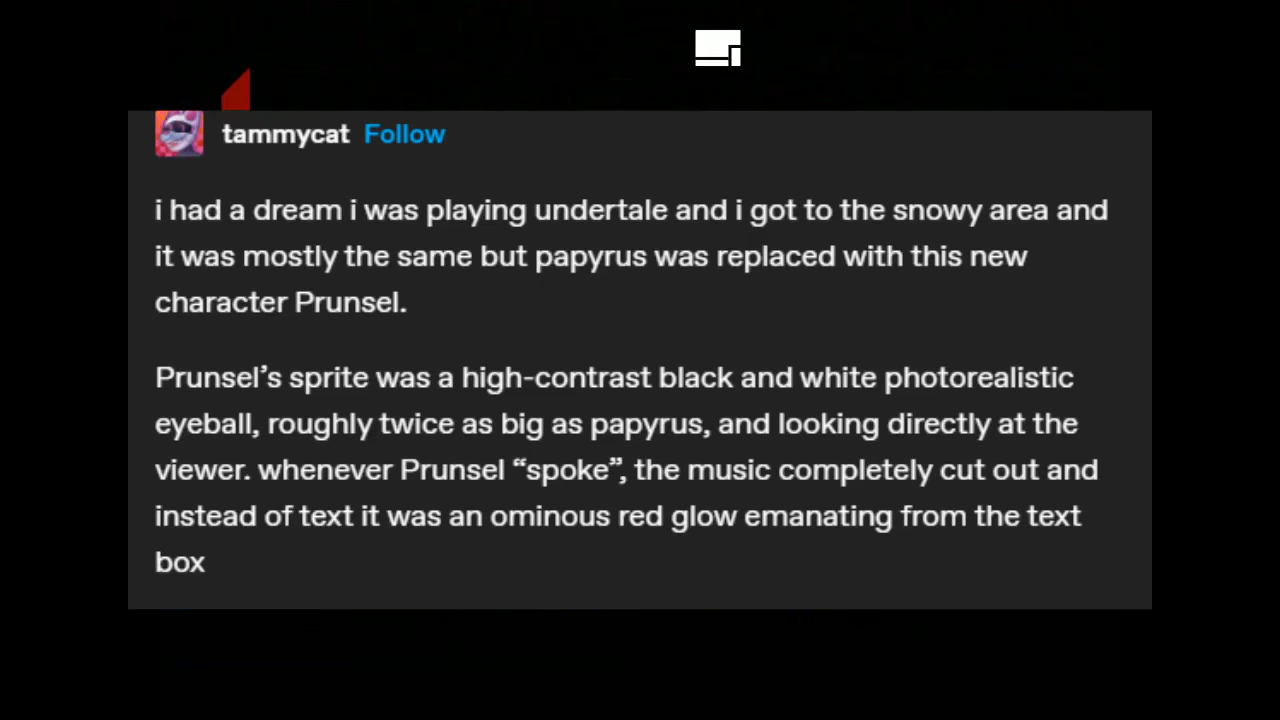 tammycat Follow
i had a dream i was playing undertale and i got to the snowy area and
it was mostly the same but papyrus was replaced with this new
character Prunsel.
Prunsel’s sprite was a high-contrast black and white photorealistic
eyeball, roughly twice as big as papyrus, and looking directly at the
viewer. whenever Prunsel “spoke”, the music completely cut out and
instead of text it was an ominous red glow emanating from the text
box